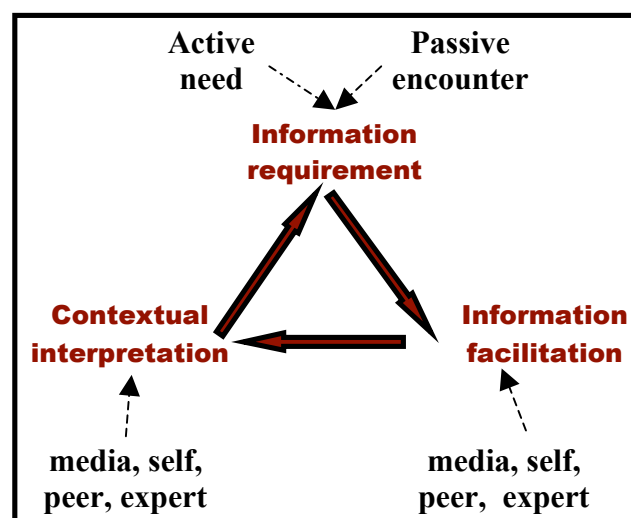 Active
need
Passive
encounter
Information
requirement
Contextual
interpretation
Information
facilitation
media, self,
peer, expert
media, self,
peer, expert